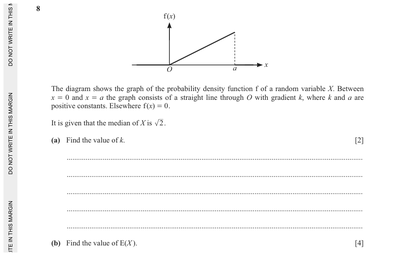 8
f(x)
O
a
x
The diagram shows the graph of the probability density function f of a random variable X. Between
x = 0 and x = a the graph consists of a straight line through O with gradient k, where k and a are
positive constants. Elsewhere f(x) = 0.
It is given that the median of X is √2.
(a) Find the value of k. [2]
(b) Find the value of E(X). [4]
DO NOT WRITE IN THIS M
DO NOT WRITE IN THIS MARGIN
ITE IN THIS MARGIN